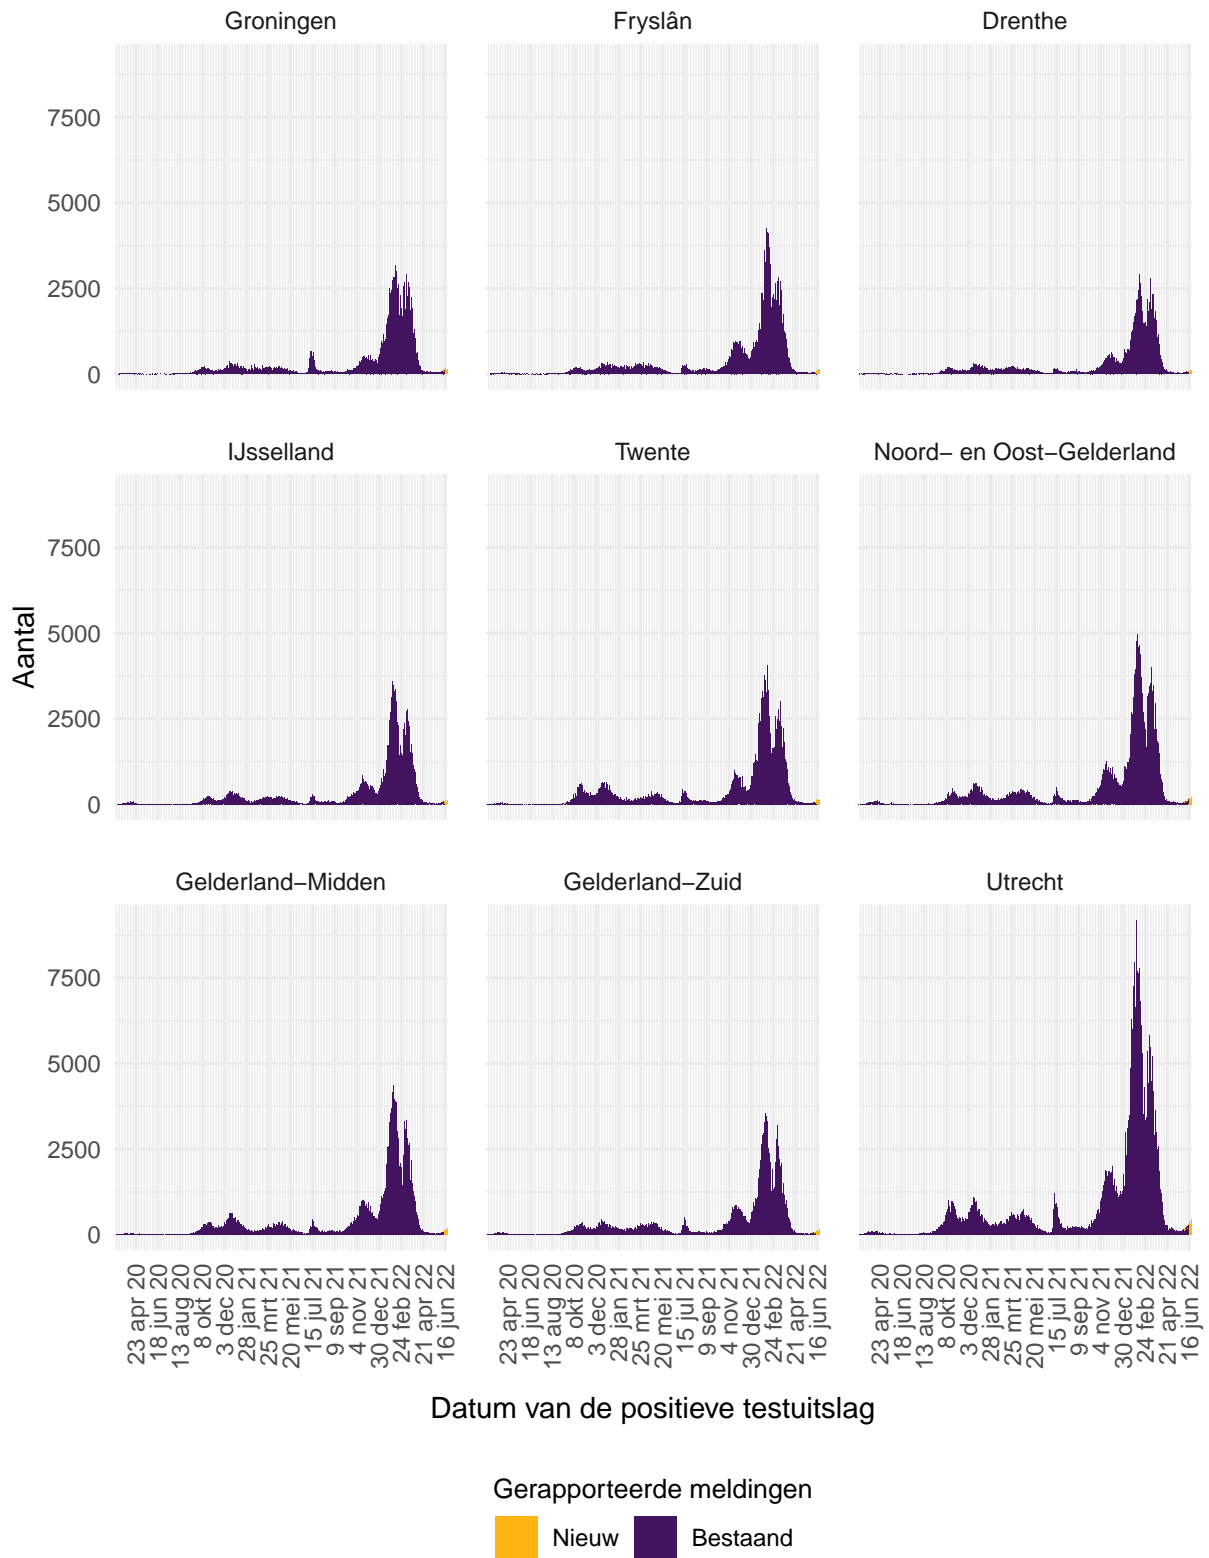 Groningen
Fryslân
Drenthe
7500
5000
2500
0
IJsselland
Twente
Noord− en Oost−Gelderland
7500
5000
2500
0
Aantal
Gelderland−Midden
Gelderland−Zuid
Utrecht
7500
5000
2500
0
23 apr 20
18 jun 20
13 aug 20
8 okt 20
3 dec 20
28 jan 21
25 mrt 21
20 mei 21
15 jul 21
9 sep 21
4 nov 21
30 dec 21
24 feb 22
21 apr 22
16 jun 22
23 apr 20
18 jun 20
13 aug 20
8 okt 20
3 dec 20
28 jan 21
25 mrt 21
20 mei 21
15 jul 21
9 sep 21
4 nov 21
30 dec 21
24 feb 22
21 apr 22
16 jun 22
23 apr 20
18 jun 20
13 aug 20
8 okt 20
3 dec 20
28 jan 21
25 mrt 21
20 mei 21
15 jul 21
9 sep 21
4 nov 21
30 dec 21
24 feb 22
21 apr 22
16 jun 22
Datum van de positieve testuitslag
Gerapporteerde meldingen
Nieuw
Bestaand